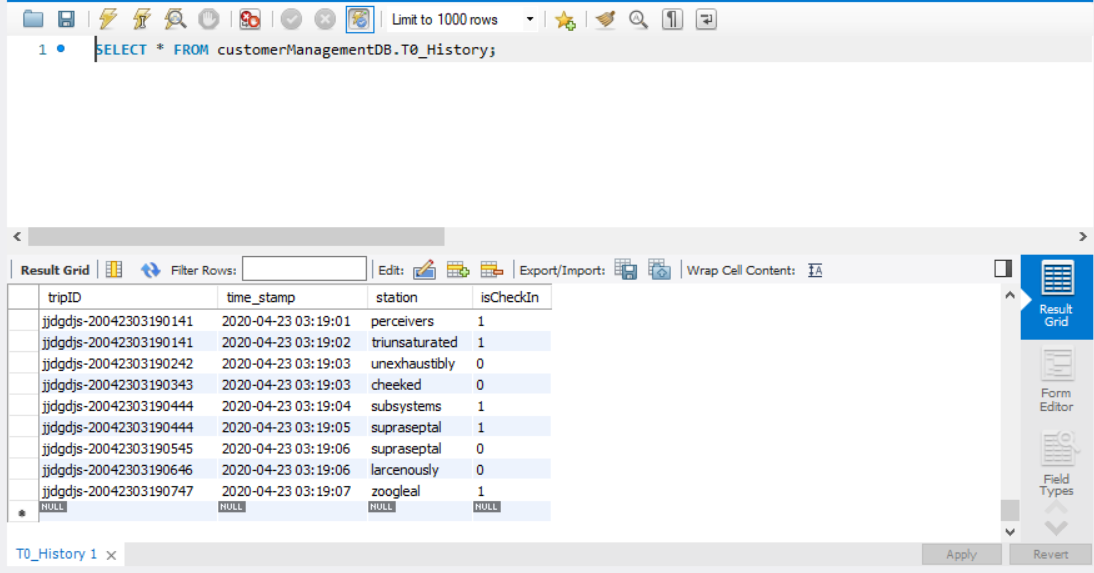 Limit to 1000 rows
1 SELECT * FROM customerManagementDB.T0_History;
Result Grid Filter Rows: Edit: Export/Import: Wrap Cell Content: IA
tripID time_stamp station isCheckIn
jjdgdjs-20042303190141 2020-04-23 03:19:01 perceivers 1
jjdgdjs-20042303190141 2020-04-23 03:19:02 triunsaturated 1
jjdgdjs-20042303190242 2020-04-23 03:19:03 unexhaustibly 0
jjdgdjs-20042303190343 2020-04-23 03:19:03 cheeked 0
jjdgdjs-20042303190444 2020-04-23 03:19:04 subsystems 1
jjdgdjs-20042303190444 2020-04-23 03:19:05 supraseptal 1
jjdgdjs-20042303190545 2020-04-23 03:19:06 supraseptal 0
jjdgdjs-20042303190646 2020-04-23 03:19:06 larcenously 0
jjdgdjs-20042303190747 2020-04-23 03:19:07 zoogleal 1
* NULL NULL NULL NULL
Result
Grid
Form
Editor
Field
Types
T0_History 1 Apply Revert